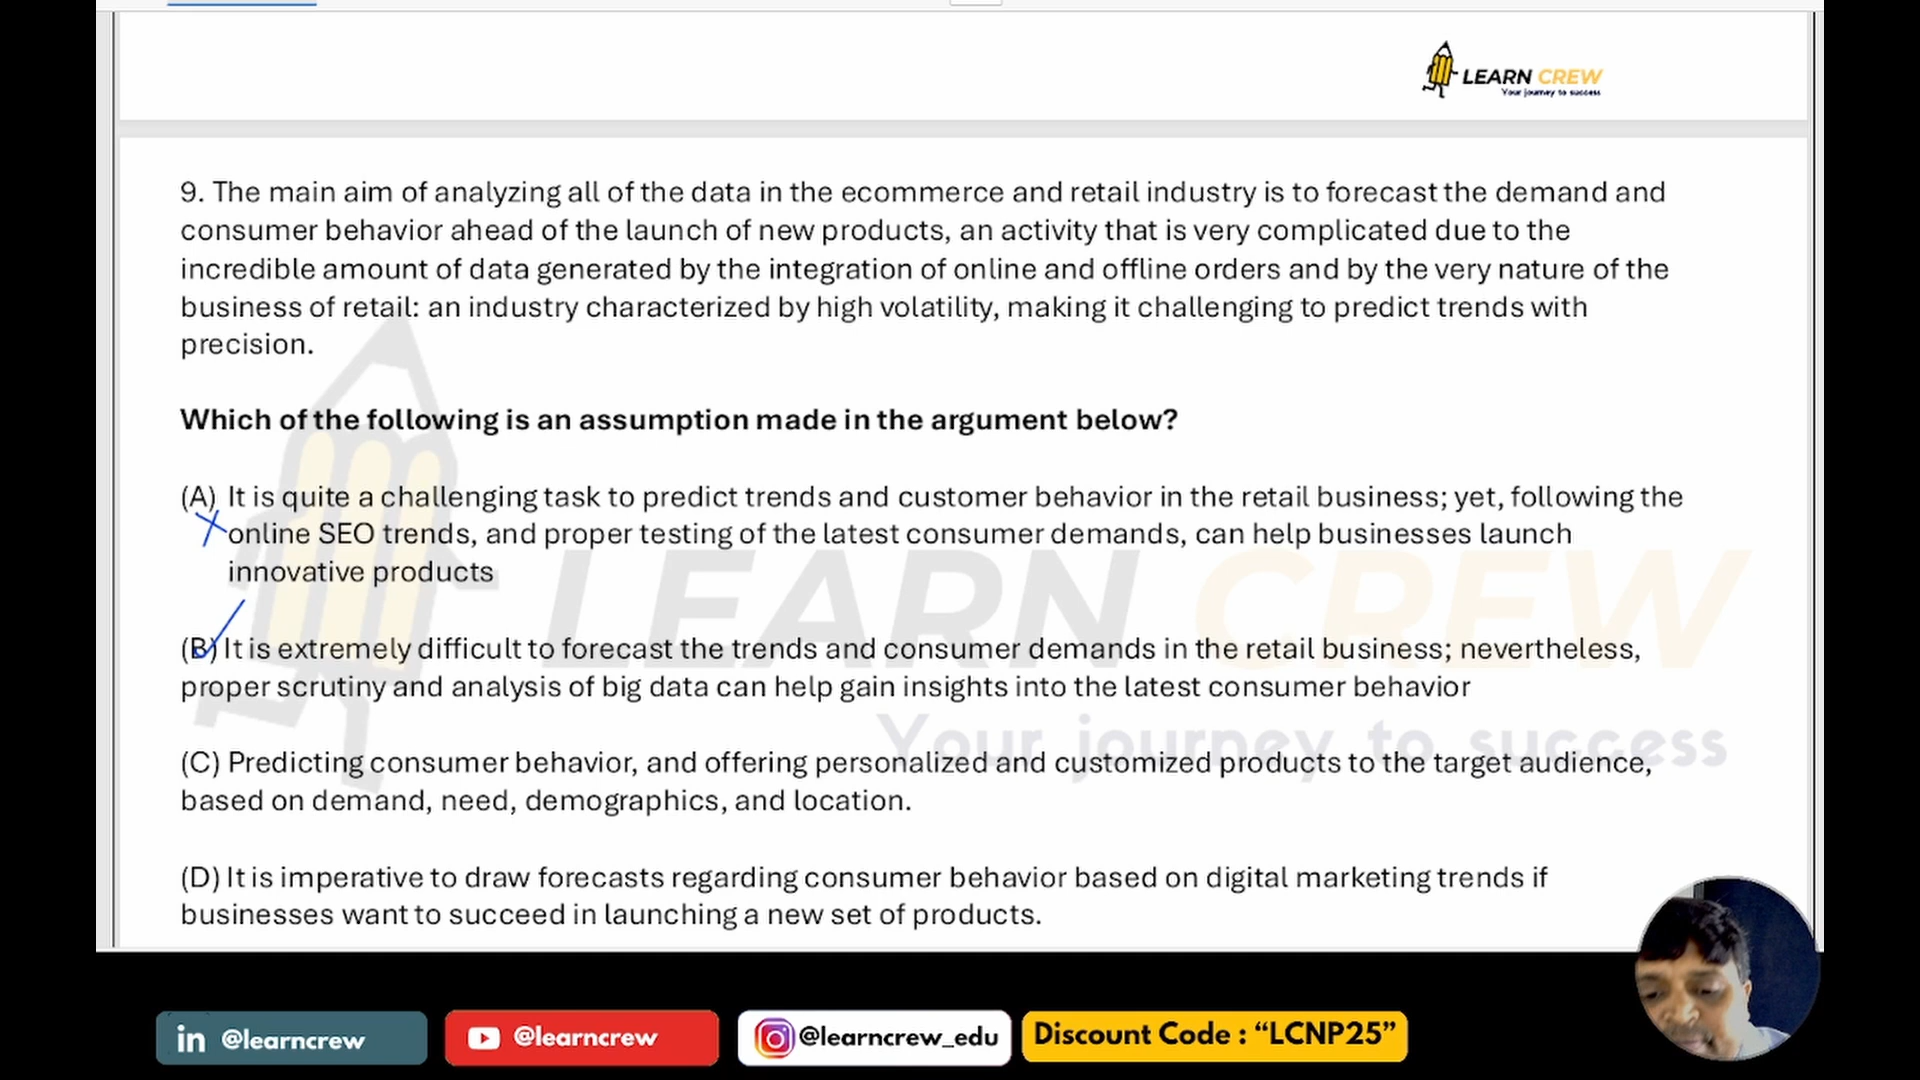 LEARN CREW
Your journey to success
9. The main aim of analyzing all of the data in the ecommerce and retail industry is to forecast the demand and
consumer behavior ahead of the launch of new products, an activity that is very complicated due to the
incredible amount of data generated by the integration of online and offline orders and by the very nature of the
business of retail: an industry characterized by high volatility, making it challenging to predict trends with
precision.
Which of the following is an assumption made in the argument below?
(A) It is quite a challenging task to predict trends and customer behavior in the retail business; yet, following the
online SEO trends, and proper testing of the latest consumer demands, can help businesses launch
innovative products
(B) It is extremely difficult to forecast the trends and consumer demands in the retail business; nevertheless,
proper scrutiny and analysis of big data can help gain insights into the latest consumer behavior
(C) Predicting consumer behavior, and offering personalized and customized products to the target audience,
based on demand, need, demographics, and location.
(D) It is imperative to draw forecasts regarding consumer behavior based on digital marketing trends if
businesses want to succeed in launching a new set of products.
LEARN CREW
Your journey to success
in @learncrew
@learncrew
@learncrew_edu
Discount Code : “LCNP25”